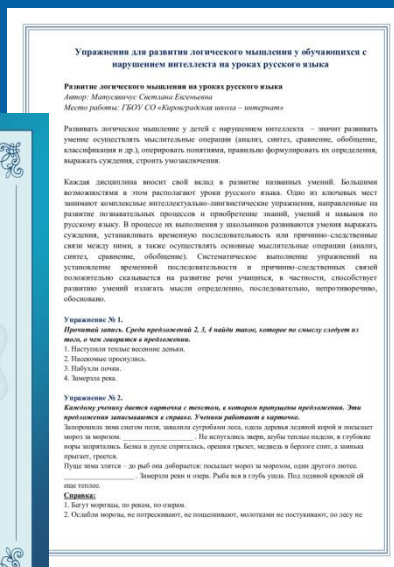 Упражнения для развития логического мышления у обучающихся с
нарушением интеллекта на уроках русского языка
Развитие логического мышления на уроках русского языка
Автор: Матусявичус Светлана Евгеньевна
Место работы: ГБОУ СО «Кировградская школа – интернат»
Развивать логическое мышление у детей с нарушением интеллекта – значит развивать
умение осуществлять мыслительные операции (анализ, синтез, сравнение, обобщение,
классификация и др.), оперировать понятиями, правильно формулировать их определения,
выражать суждения, строить умозаключения.
Каждая дисциплина вносит свой вклад в развитие названных умений. Большими
возможностями в этом располагают уроки русского языка. Одно из ключевых мест
занимают комплексные интеллектуально-лингвистические упражнения, направленные на
развитие познавательных процессов и приобретение знаний, умений и навыков по
русскому языку. В процессе их выполнения у школьников развиваются умения выражать
суждения, устанавливать временную последовательность или причинно-следственные
связи между ними, а также осуществлять основные мыслительные операции (анализ,
синтез, сравнение, обобщение). Систематическое выполнение упражнений на
установление временной последовательности и причинно-следственных связей
положительно сказывается на развитие речи учащихся, в частности, способствует
развитию умений излагать мысли определенно, последовательно, непротиворечиво,
обоснованно.
Упражнение № 1.
Прочитай запись. Среди предложений 2, 3, 4 найди такое, которое по смыслу следует из
того, о чем говорится в предложении.
1. Наступили теплые весенние деньки.
2. Насекомые проснулись.
3. Набухли почки.
4. Замерзла река.
Упражнение № 2.
Каждому ученику дается карточка с текстом, в котором пропущены предложения. Эти
предложения записываются в справке. Ученики работают в карточке.
Запорошила зима снегом поля, завалила сугробами леса, одела деревья ледяной корой и посылает
мороз за морозом. ____________________ . Не испугались звери, шубы теплые надели, в глубокие
норы запрятались. Белка в дупле спряталась, орешки грызет, медведь в берлоге спит, а заинька
прыгает, греется.
Пуще зима злится – до рыб она добирается: посылает мороз за морозом, один другого лютее.
____________________ . Замерзли реки и озера. Рыба вся в глубь ушла. Под ледяной кровлей ей
еще теплее.
Справка:
1. Бегут морозцы, по рекам, по озерам.
2. Ослабли морозы, не потрескивают, не пощелкивают, молотками не постукивают, по лесу не